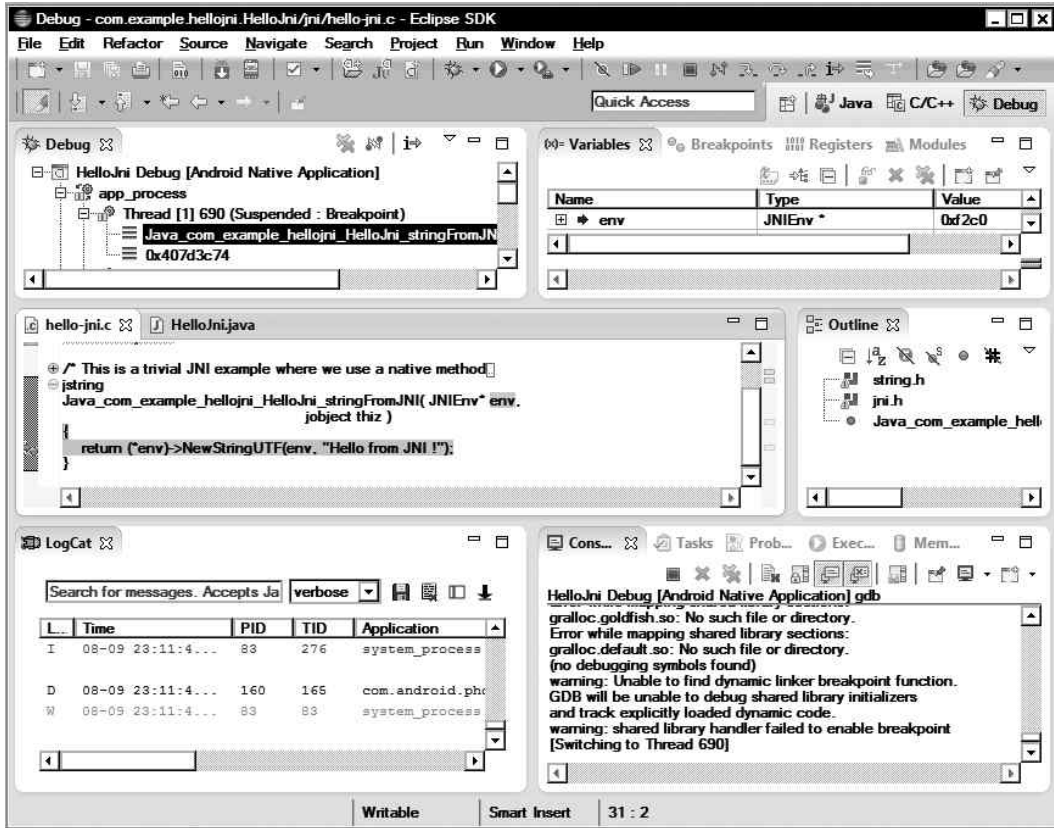 Debug - com.example.hellojni.HelloJni/jni/hello-jni.c - Eclipse SDK
File Edit Refactor Source Navigate Search Project Run Window Help
Quick Access
Java C/C++ Debug
Debug
HelloJni Debug [Android Native Application]
app_process
Thread [1] 690 (Suspended : Breakpoint)
Java_com_example_hellojni_HelloJni_stringFromJN
0x407d3c74
(x)= Variables Breakpoints Registers Modules
Name Type Value
env JNIEnv * 0xf2c0
hello-jni.c HelloJni.java
/* This is a trivial JNI example where we use a native method
jstring
Java_com_example_hellojni_HelloJni_stringFromJNI( JNIEnv* env,
jobject thiz )
{
return (*env)->NewStringUTF(env, "Hello from JNI !");
}
Outline
string.h
jni.h
Java_com_example_hell
LogCat
Search for messages. Accepts Ja verbose
L... Time PID TID Application
I 08-09 23:11:4... 83 276 system_process
D 08-09 23:11:4... 160 165 com.android.pho
W 08-09 23:11:4... 83 83 system_process
Cons... Tasks Prob... Exec... Mem...
HelloJni Debug [Android Native Application] gdb
Error while mapping shared library sections:
gralloc.goldfish.so: No such file or directory.
Error while mapping shared library sections:
gralloc.default.so: No such file or directory.
(no debugging symbols found)
warning: Unable to find dynamic linker breakpoint function.
GDB will be unable to debug shared library initializers
and track explicitly loaded dynamic code.
warning: shared library handler failed to enable breakpoint
[Switching to Thread 690]
Writable Smart Insert 31 : 2